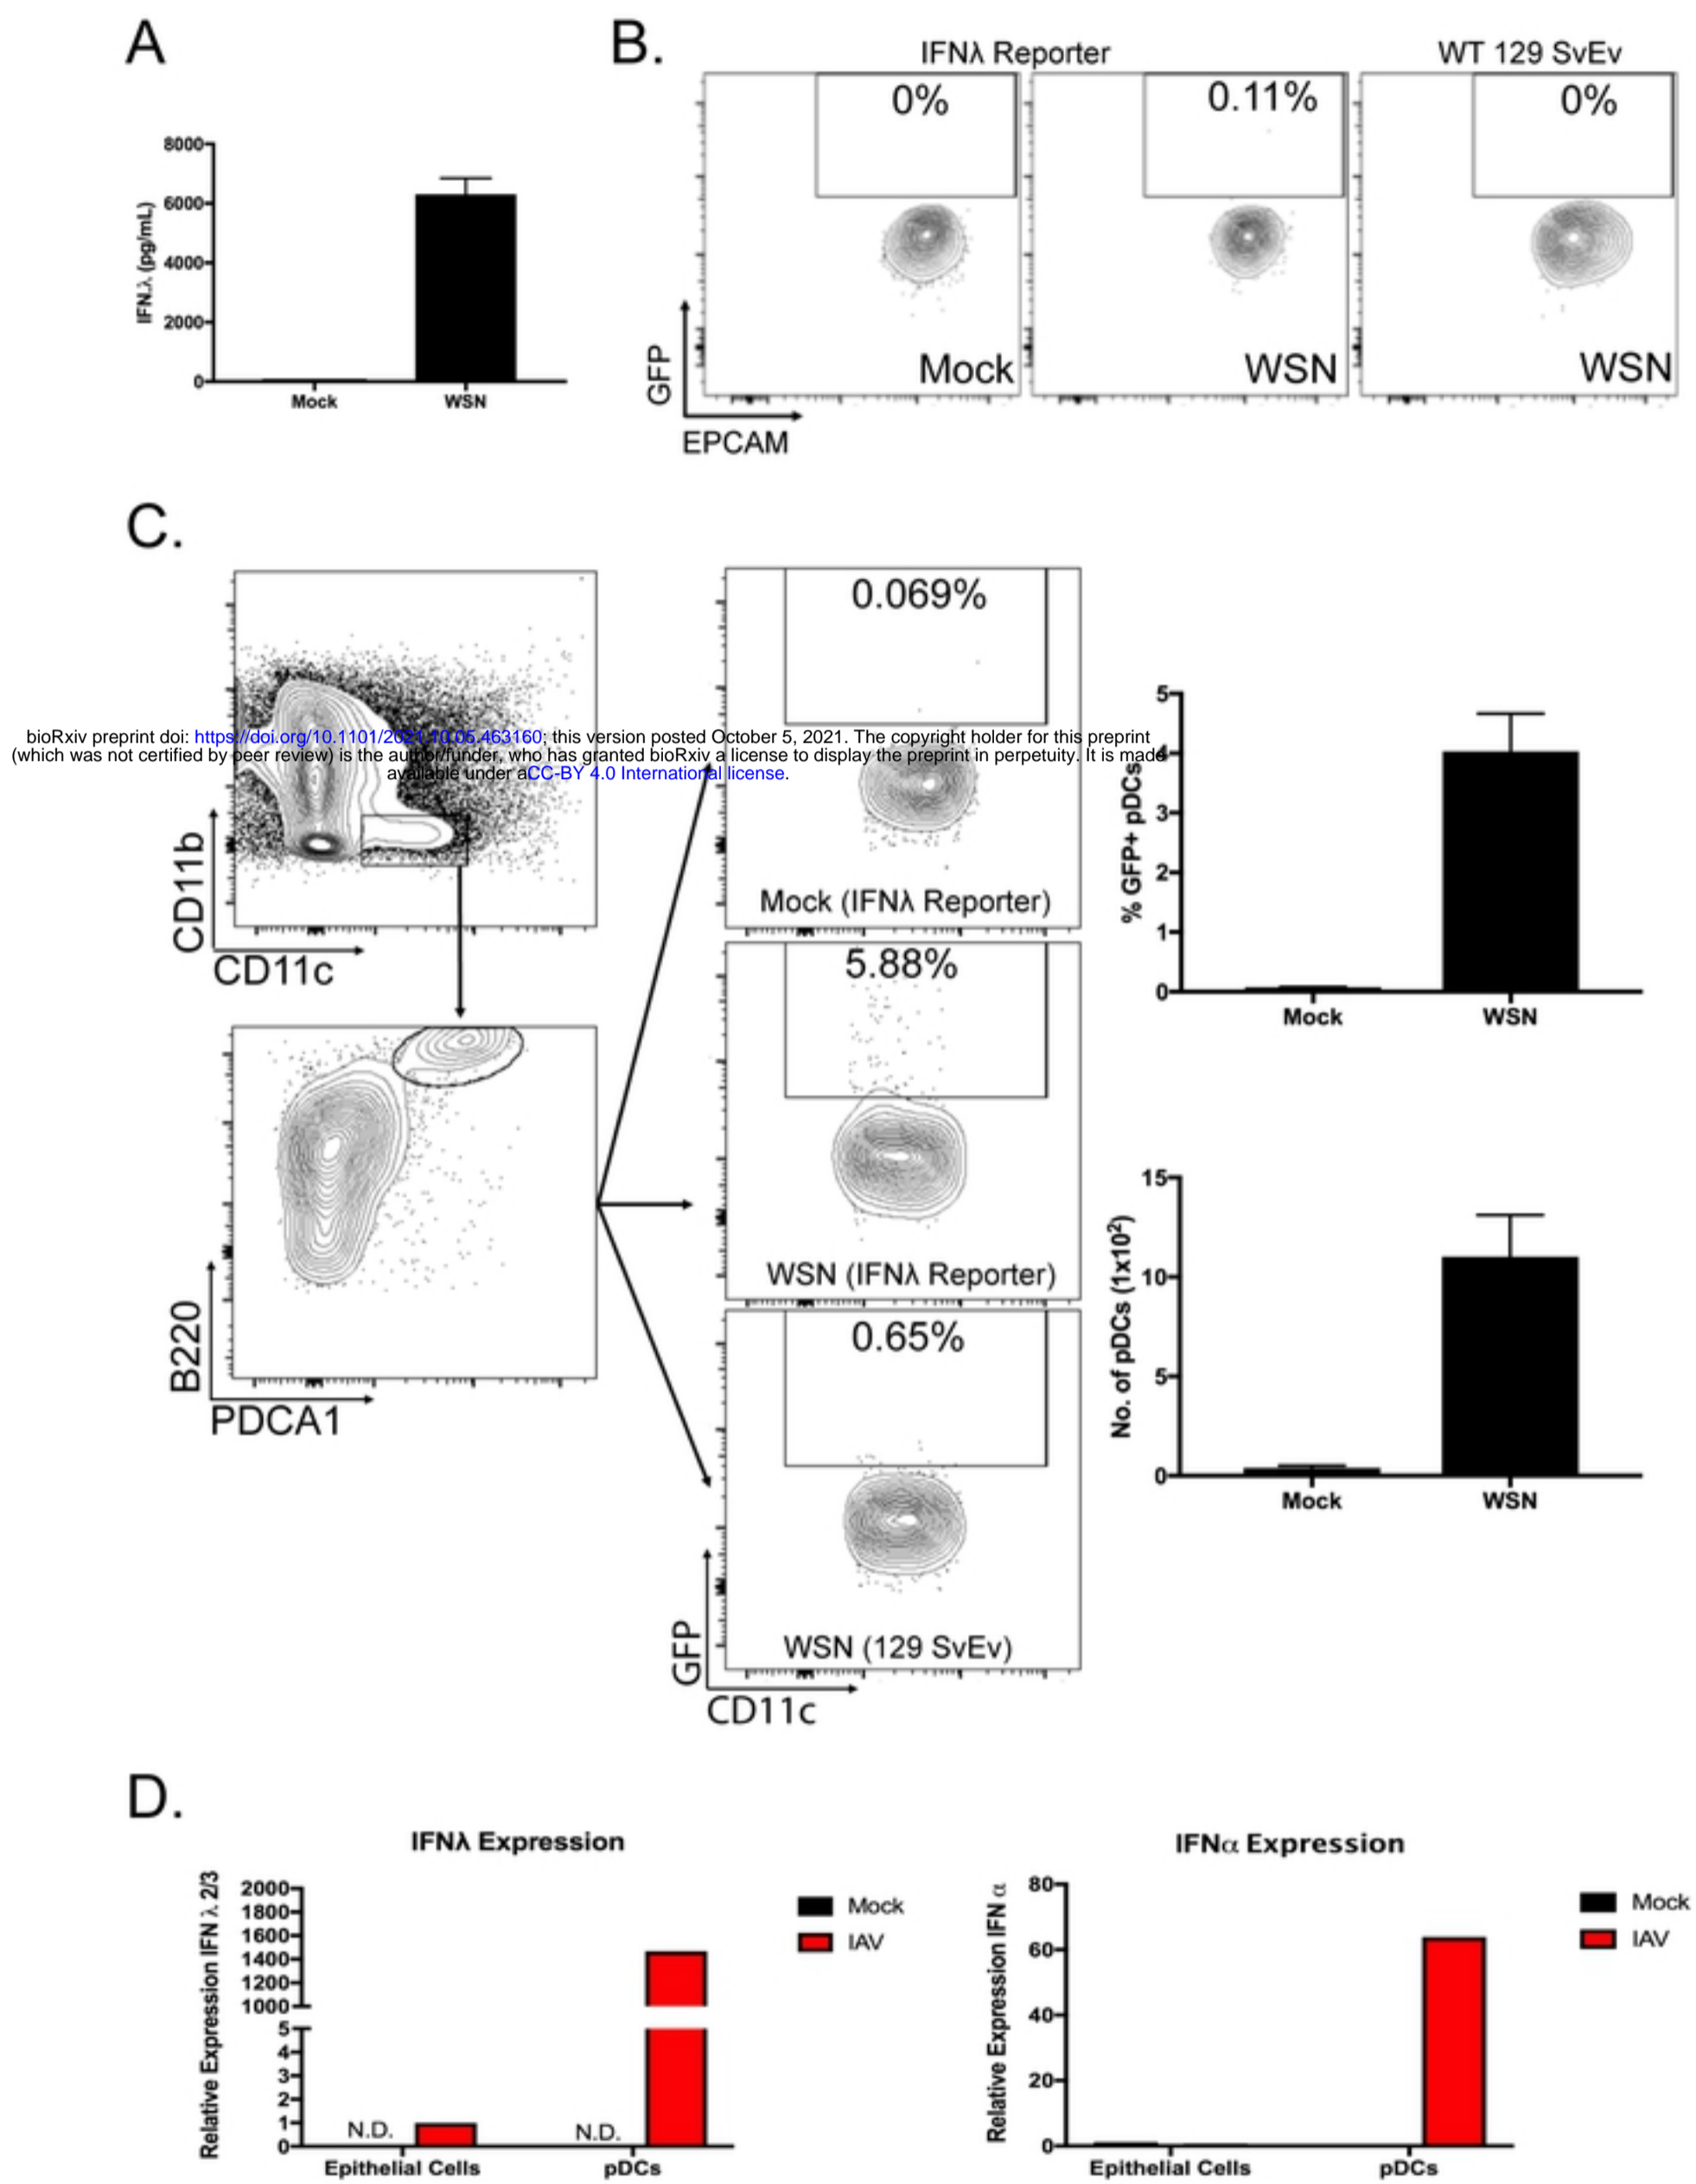 A
B.
IFNλ Reporter
WT 129 SvEv
0%
0.11%
0%
8000
6000
4000
2000
0
IFN-λ (pg/mL)
Mock
WSN
Mock
WSN
WSN
GFP
EPCAM
C.
0.069%
bioRxiv preprint doi: https://doi.org/10.1101/2021.10.05.463160; this version posted October 5, 2021. The copyright holder for this preprint
(which was not certified by peer review) is the author/funder, who has granted bioRxiv a license to display the preprint in perpetuity. It is made
available under aCC-BY 4.0 International license.
CD11b
CD11c
Mock (IFNλ Reporter)
5
4
3
2
1
0
% GFP+ pDCs
Mock
WSN
5.88%
B220
PDCA1
WSN (IFNλ Reporter)
0.65%
15
10
5
0
No. of pDCs (1x10²)
Mock
WSN
WSN (129 SvEv)
GFP
CD11c
D.
IFNλ Expression
2000
1800
1600
1400
1200
1000
5
4
3
2
1
0
Relative Expression IFN λ 2/3
N.D.
N.D.
Epithelial Cells
pDCs
Mock
IAV
IFNα Expression
80
60
40
20
0
Relative Expression IFN α
Epithelial Cells
pDCs
Mock
IAV